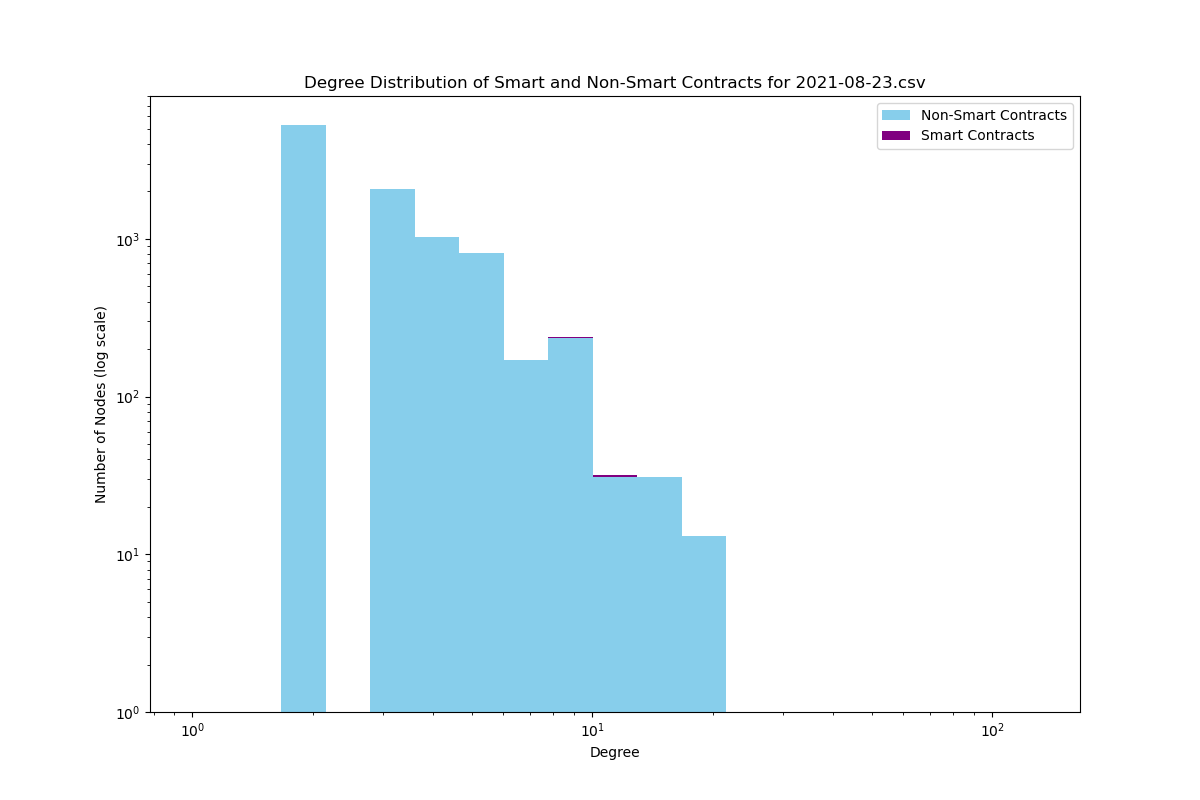 Degree Distribution of Smart and Non-Smart Contracts for 2021-08-23.csv
Non-Smart Contracts
Smart Contracts
Number of Nodes (log scale)
10³
10²
10¹
10⁰
10⁰ 10¹ 10²
Degree